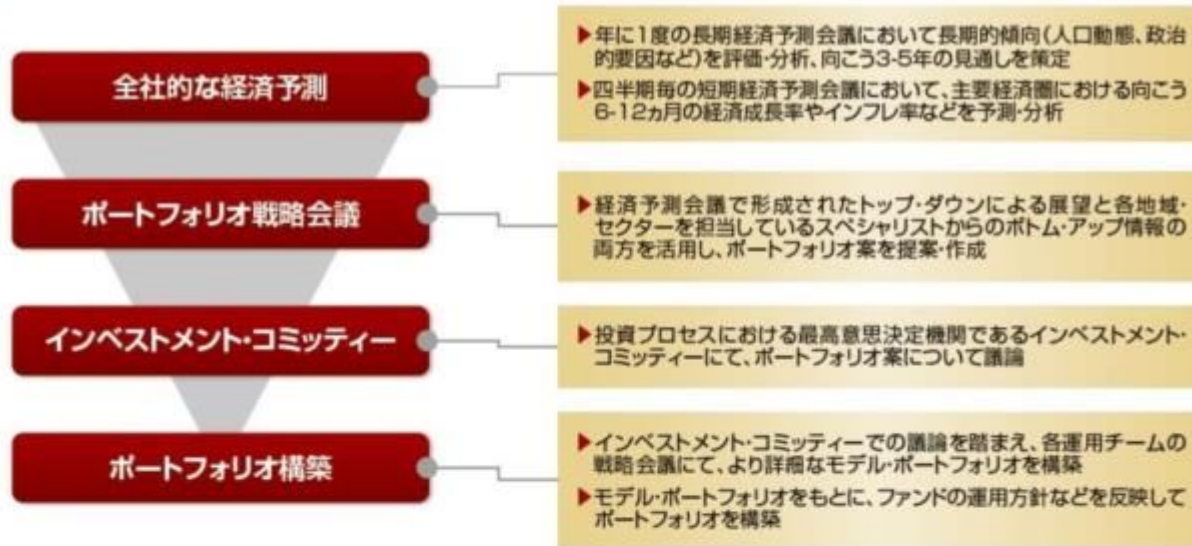 全社的な経済予測
▶年に1度の長期経済予測会議において長期的傾向(人口動態、政治
的要因など)を評価・分析、向こう3-5年の見通しを策定
▶四半期毎の短期経済予測会議において、主要経済圏における向こう
6-12ヵ月の経済成長率やインフレ率などを予測・分析
ポートフォリオ戦略会議
▶経済予測会議で形成されたトップ・ダウンによる展望と各地域・
セクターを担当しているスペシャリストからのボトム・アップ情報の
両方を活用し、ポートフォリオ案を提案・作成
インベストメント・コミッティー
▶投資プロセスにおける最高意思決定機関であるインベストメント・
コミッティーにて、ポートフォリオ案について議論
ポートフォリオ構築
▶インベストメント・コミッティーでの議論を踏まえ、各運用チームの
戦略会議にて、より詳細なモデル・ポートフォリオを構築
▶モデル・ポートフォリオをもとに、ファンドの運用方針などを反映して
ポートフォリオを構築